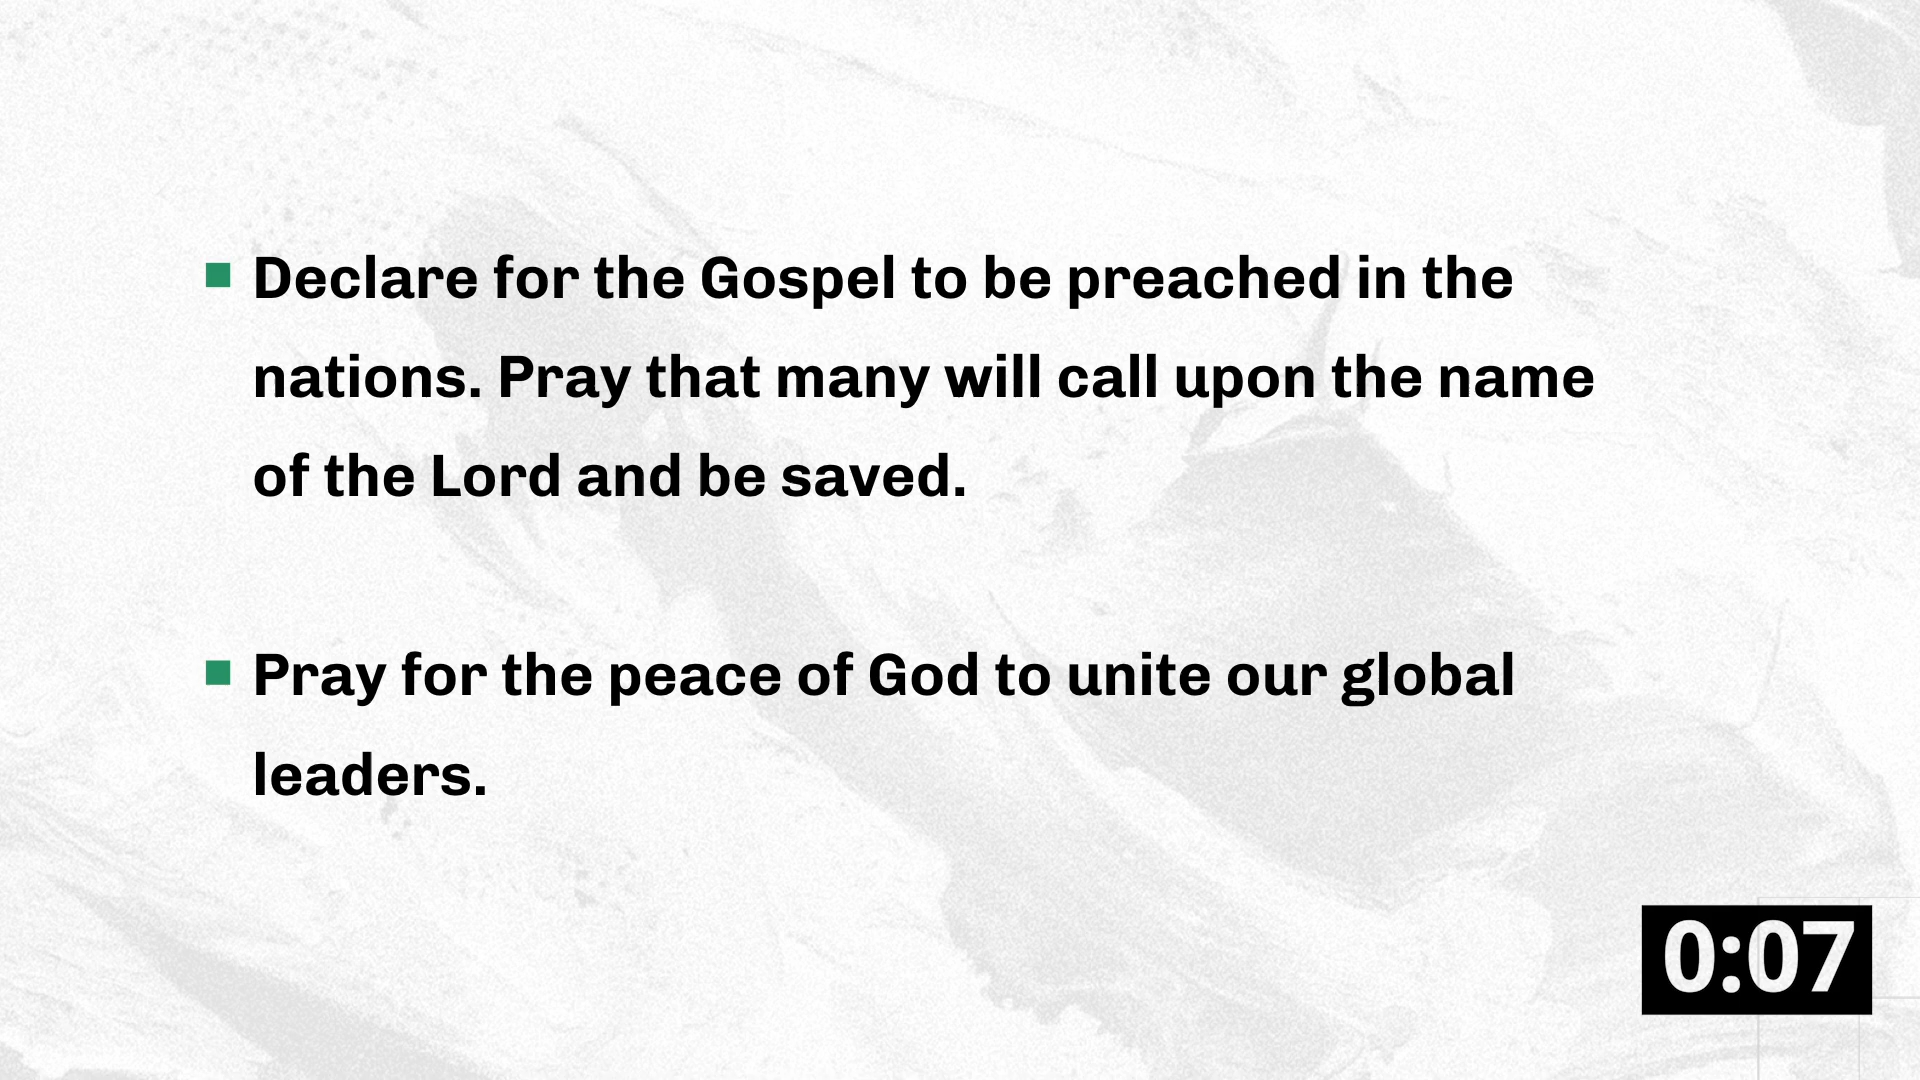 Declare for the Gospel to be preached in the
nations. Pray that many will call upon the name
of the Lord and be saved.
Pray for the peace of God to unite our global
leaders.
0:07